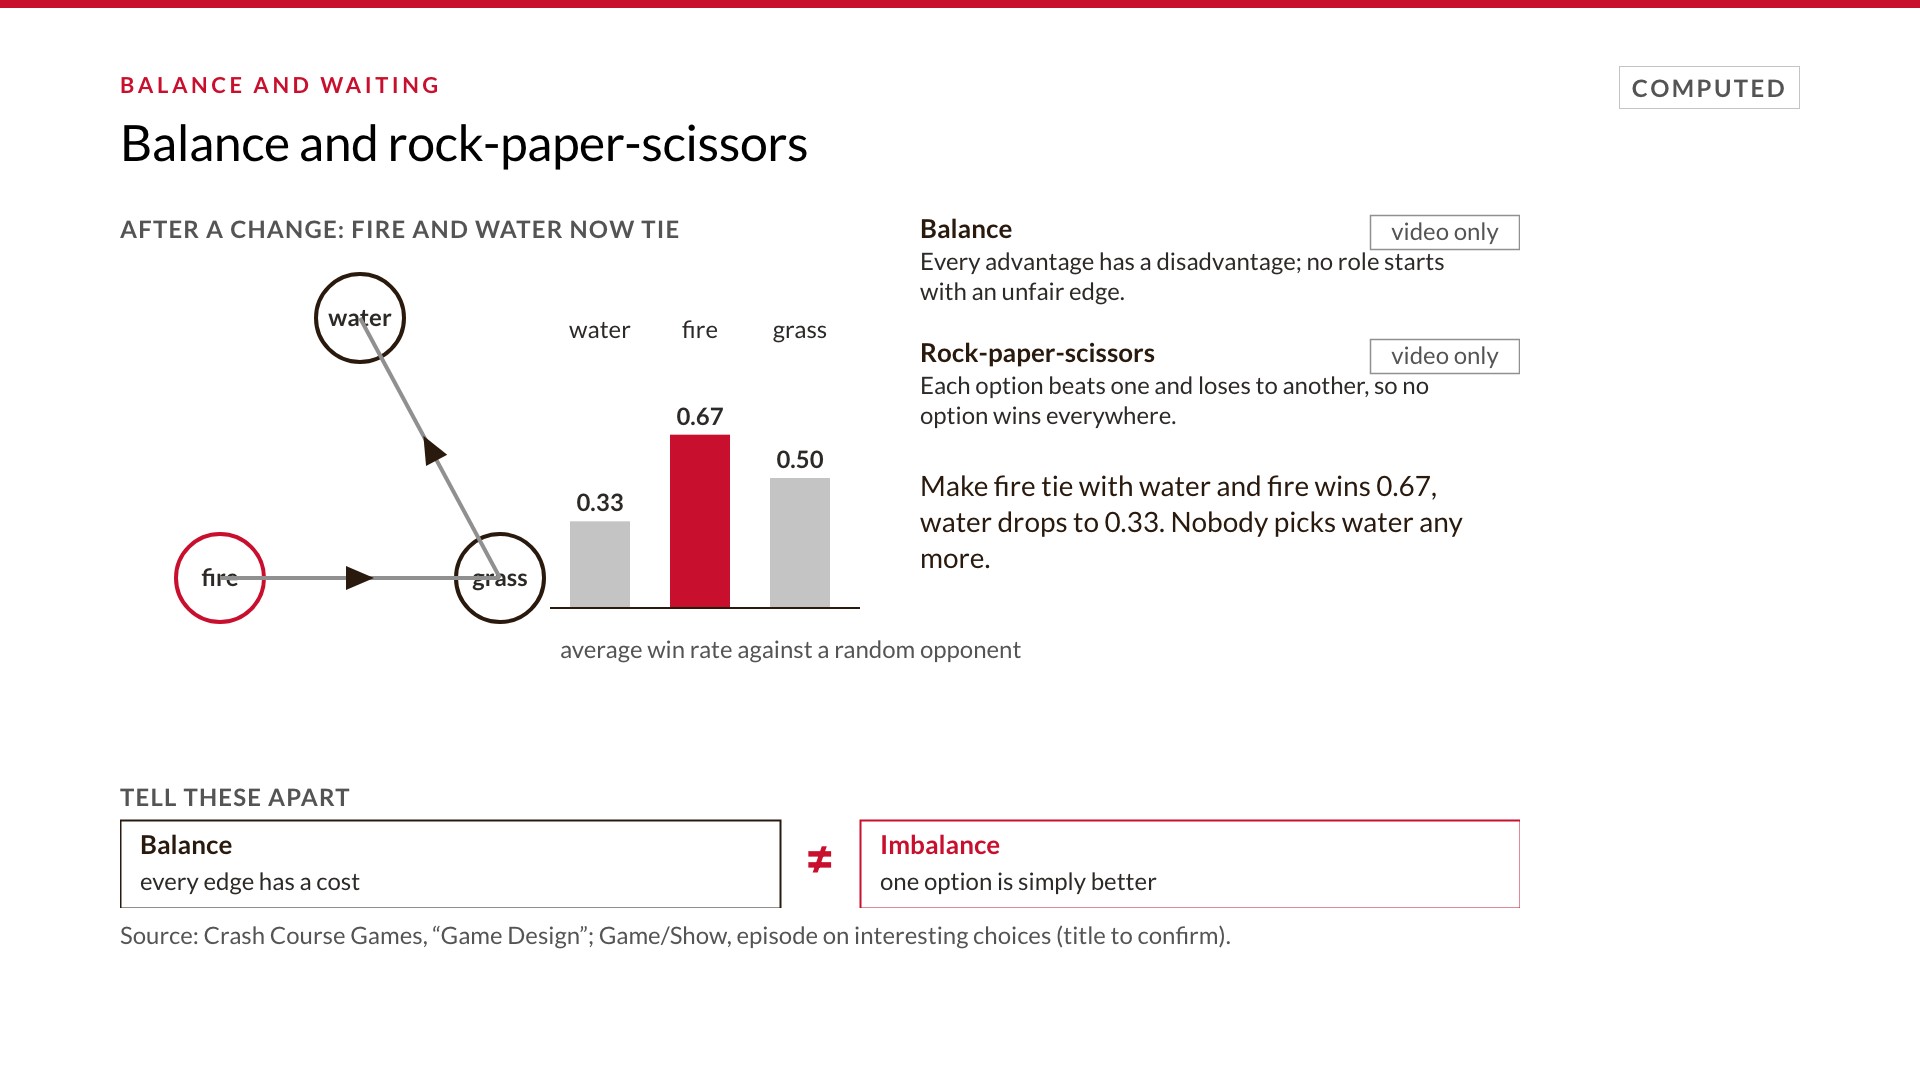 BALANCE AND WAITING
COMPUTED
Balance and rock-paper-scissors
AFTER A CHANGE: FIRE AND WATER NOW TIE
water
fire
grass
water fire grass
0.33
0.67
0.50
average win rate against a random opponent
Balance
video only
Every advantage has a disadvantage; no role starts
with an unfair edge.
Rock-paper-scissors
video only
Each option beats one and loses to another, so no
option wins everywhere.
Make fire tie with water and fire wins 0.67,
water drops to 0.33. Nobody picks water any
more.
TELL THESE APART
Balance
every edge has a cost
≠
Imbalance
one option is simply better
Source: Crash Course Games, “Game Design”; Game/Show, episode on interesting choices (title to confirm).